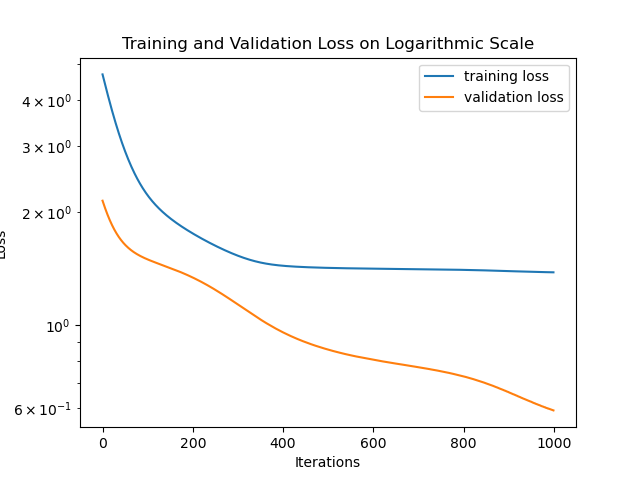 Training and Validation Loss on Logarithmic Scale
training loss
validation loss
4 × 10⁰
3 × 10⁰
2 × 10⁰
10⁰
6 × 10⁻¹
Loss
0 200 400 600 800 1000
Iterations